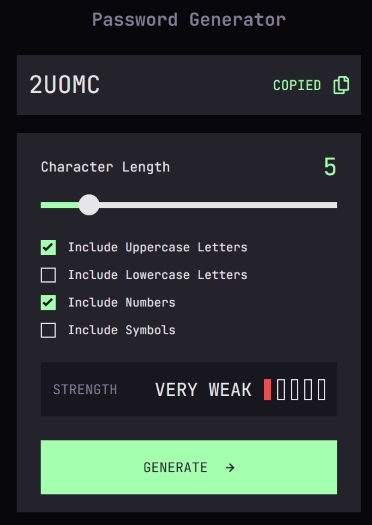 Password Generator
2UOMC COPIED
Character Length 5
Include Uppercase Letters
Include Lowercase Letters
Include Numbers
Include Symbols
STRENGTH VERY WEAK
GENERATE →